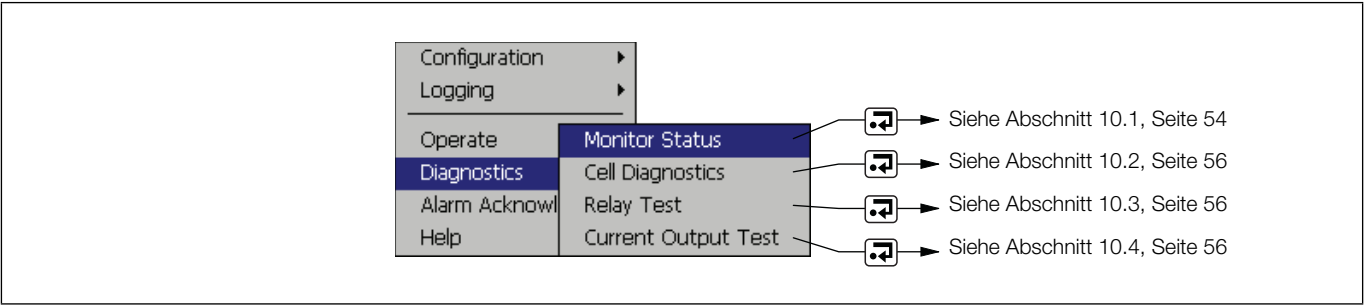 Configuration
Logging
Operate
Diagnostics
Alarm Acknowl
Help
Monitor Status
Cell Diagnostics
Relay Test
Current Output Test
Siehe Abschnitt 10.1, Seite 54
Siehe Abschnitt 10.2, Seite 56
Siehe Abschnitt 10.3, Seite 56
Siehe Abschnitt 10.4, Seite 56